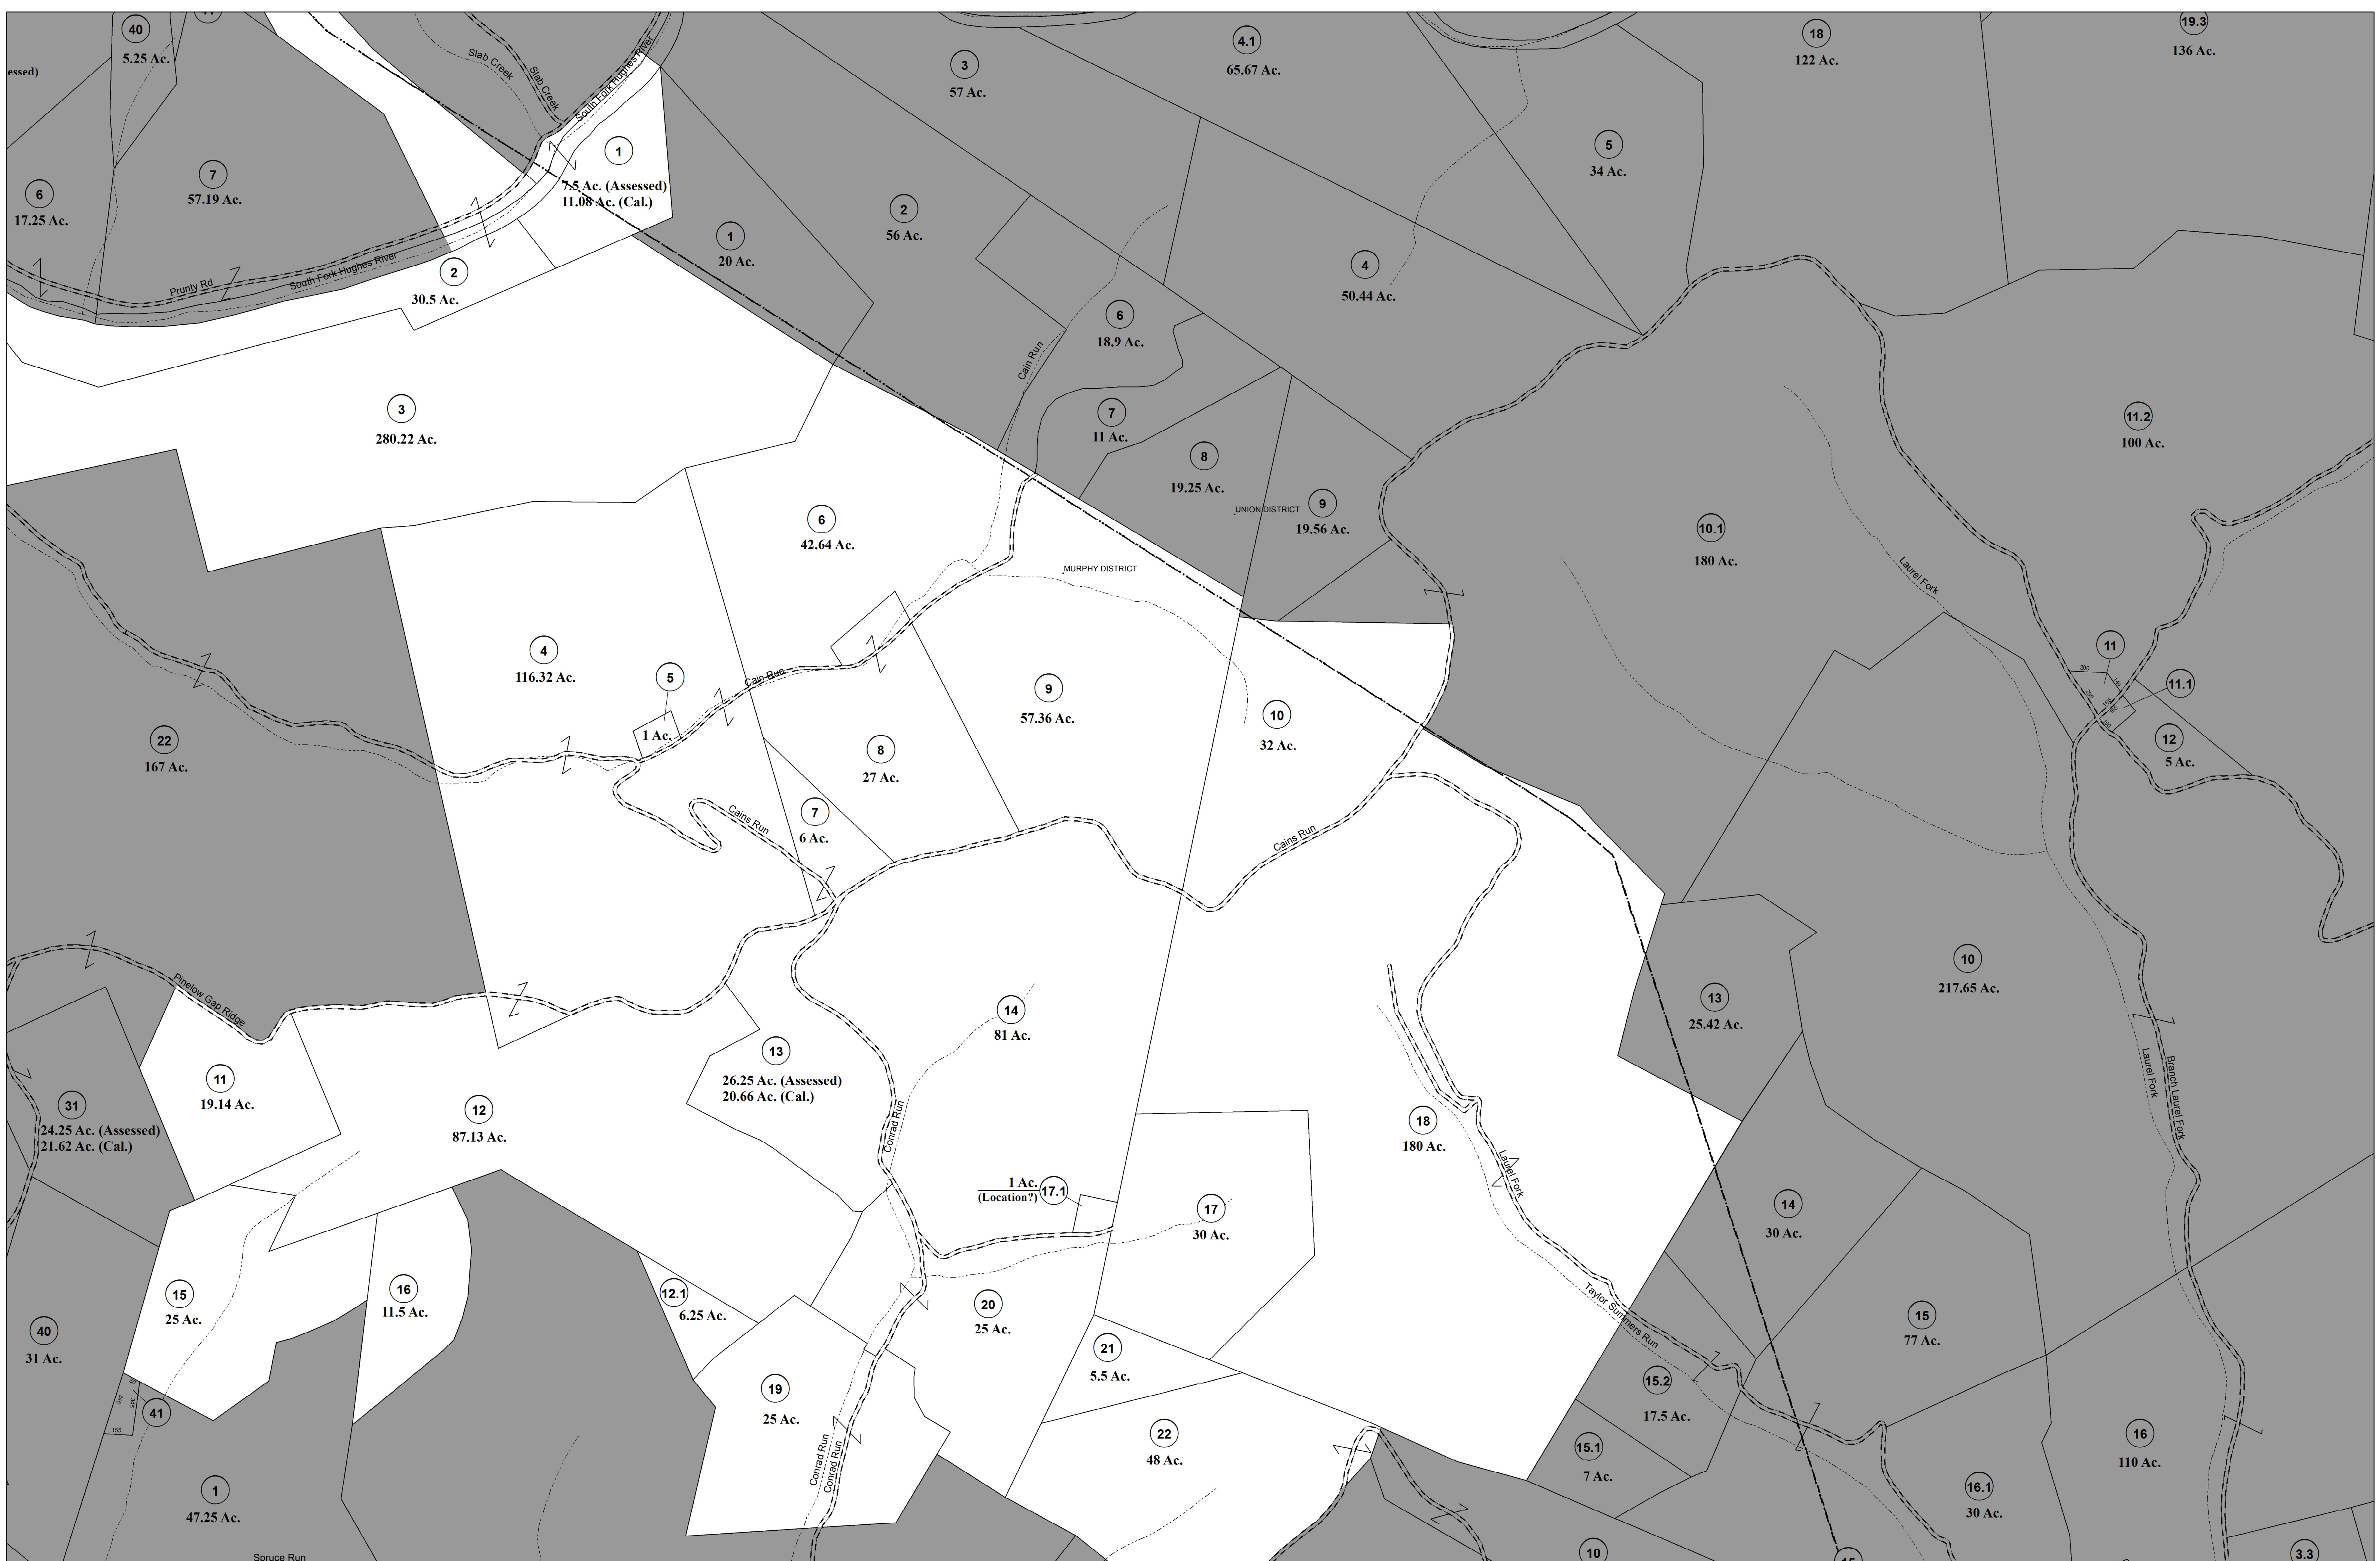 40
5.25 Ac.
essed)
6
17.25 Ac.
7
57.19 Ac.
Prunty Rd
South Fork Hughes River
Slab Creek
Slab Creek
South Fork Hughes River
1
7.5 Ac. (Assessed)
11.08 Ac. (Cal.)
2
30.5 Ac.
3
280.22 Ac.
1
20 Ac.
2
56 Ac.
3
57 Ac.
4.1
65.67 Ac.
18
122 Ac.
19.3
136 Ac.
5
34 Ac.
4
50.44 Ac.
6
18.9 Ac.
Cain Run
7
11 Ac.
8
19.25 Ac.
UNION DISTRICT
9
19.56 Ac.
10.1
180 Ac.
11.2
100 Ac.
Laurel Fork
6
42.64 Ac.
MURPHY DISTRICT
4
116.32 Ac.
5
1 Ac.
Cain Run
9
57.36 Ac.
10
32 Ac.
8
27 Ac.
7
6 Ac.
Cains Run
Cains Run
22
167 Ac.
11
200
11.1
12
5 Ac.
Pinelow Gap Ridge
31
24.25 Ac. (Assessed)
21.62 Ac. (Cal.)
11
19.14 Ac.
12
87.13 Ac.
13
26.25 Ac. (Assessed)
20.66 Ac. (Cal.)
14
81 Ac.
Conrad Run
10
217.65 Ac.
13
25.42 Ac.
Laurel Fork
Branch Laurel Fork
18
180 Ac.
Laurel Fork
1 Ac.
(Location?)
17.1
17
30 Ac.
14
30 Ac.
15
25 Ac.
16
11.5 Ac.
12.1
6.25 Ac.
20
25 Ac.
Taylor Summers Run
15
77 Ac.
40
31 Ac.
21
5.5 Ac.
15.2
17.5 Ac.
19
25 Ac.
345
155
41
22
48 Ac.
15.1
7 Ac.
16
110 Ac.
Conrad Run
Conrad Run
1
47.25 Ac.
16.1
30 Ac.
Spruce Run
10
15
3.3